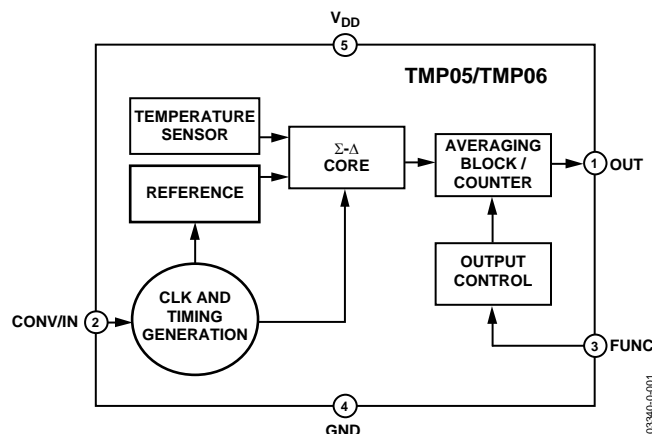 VDD
5
TMP05/TMP06
TEMPERATURE
SENSOR
Σ-Δ
CORE
AVERAGING
BLOCK /
COUNTER
1
OUT
REFERENCE
OUTPUT
CONTROL
CLK AND
TIMING
GENERATION
CONV/IN
2
3
FUNC
4
GND
03340-0-001